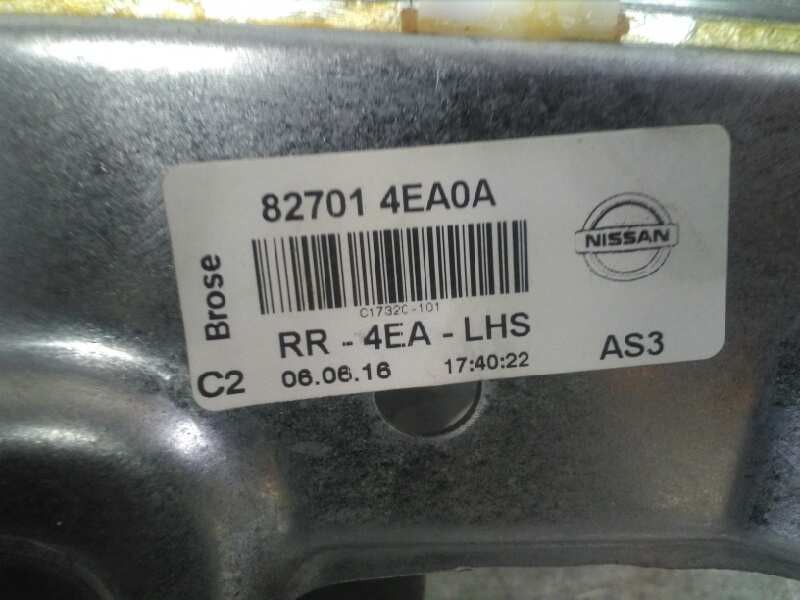 82701 4EA0A
NISSAN
Brose
C1732C-101
RR - 4EA - LHS
AS3
C2
06.06.16 17:40:22